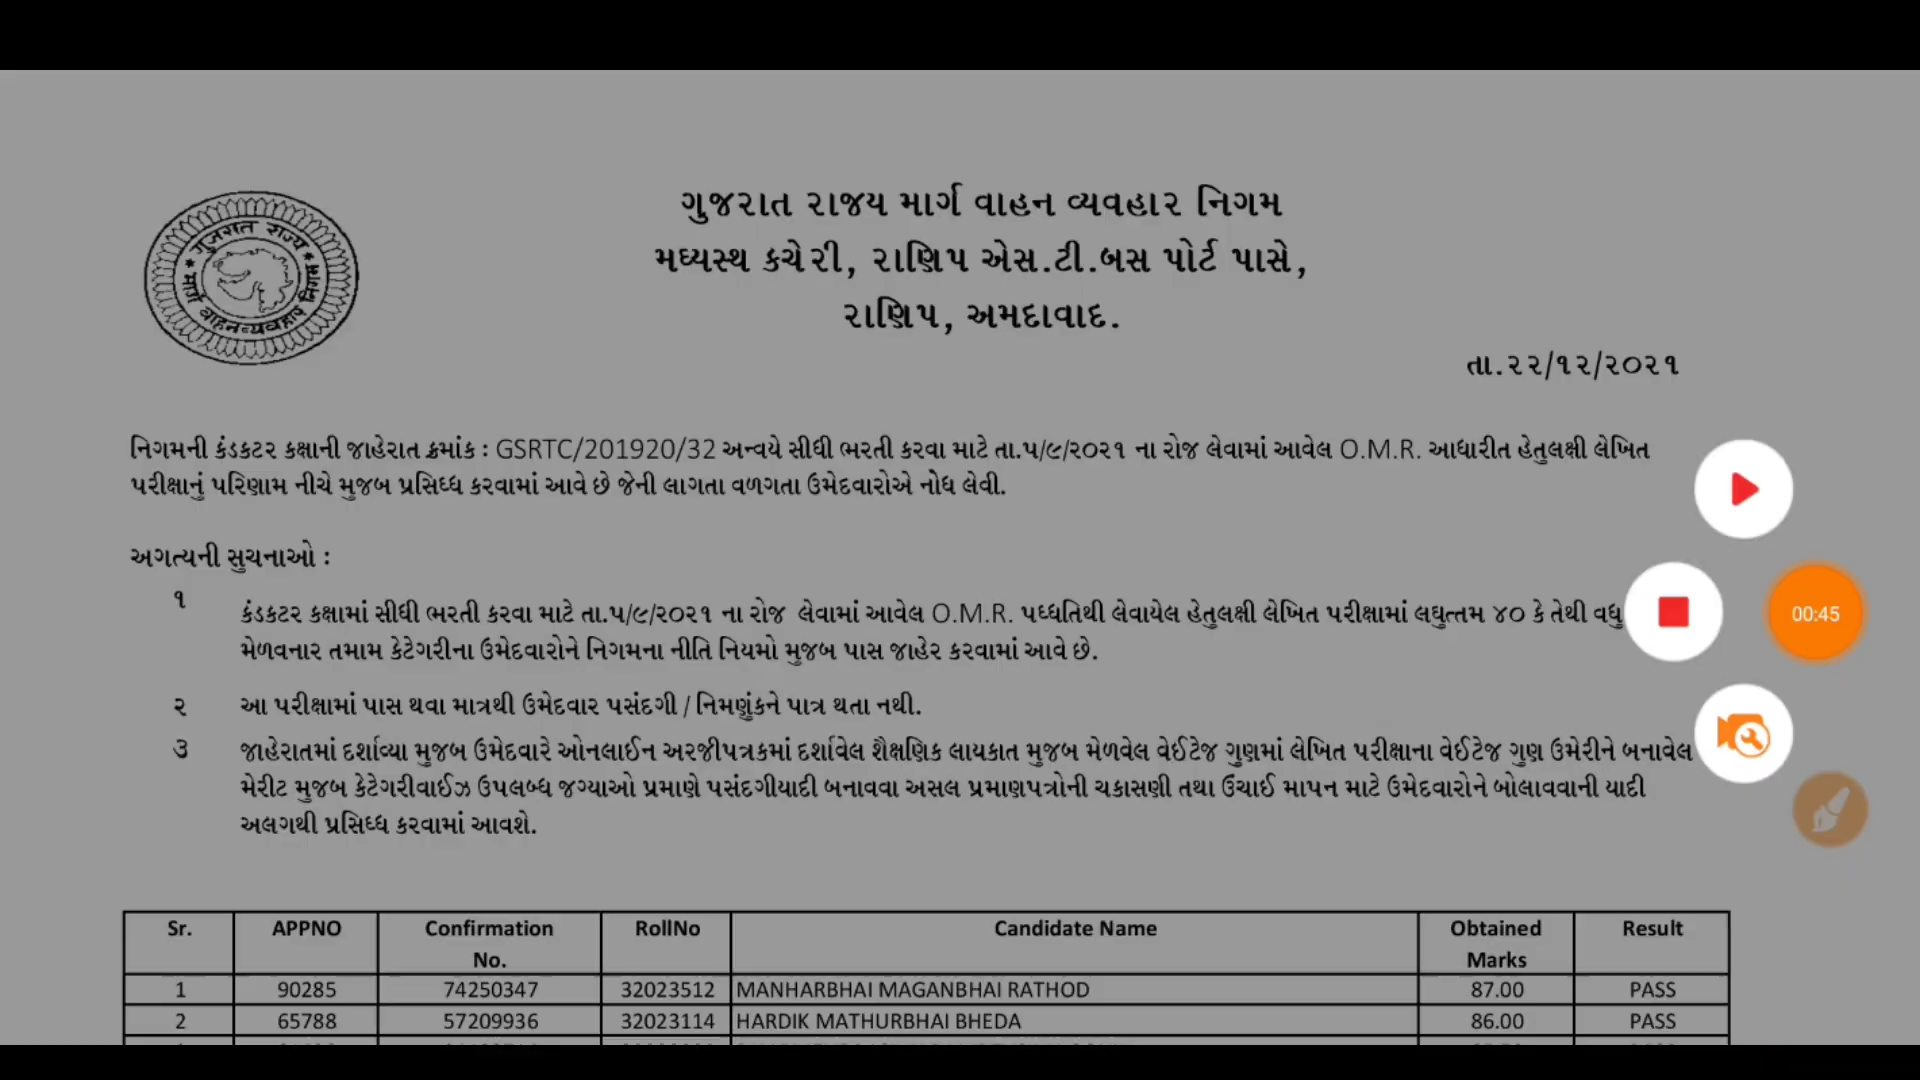 ગુજરાત રાજય માર્ગ વાહન વ્યવહાર નિગમ
મધ્યસ્થ કચેરી, રાણિપ એસ.ટી.બસ પોર્ટ પાસે,
રાણિપ, અમદાવાદ.
ગુજરાત રાજ્ય
માર્ગ વાહનવ્યવહાર નિગમ
તા.૨૨/૧૨/૨૦૨૧
નિગમની કંડકટર કક્ષાની જાહેરાત ક્રમાંક : GSRTC/201920/32 અન્વયે સીધી ભરતી કરવા માટે તા.૫/૯/૨૦૨૧ ના રોજ લેવામાં આવેલ O.M.R. આધારીત હેતુલક્ષી લેખિત
પરીક્ષાનું પરિણામ નીચે મુજબ પ્રસિધ્ધ કરવામાં આવે છે જેની લાગતા વળગતા ઉમેદવારોએ નોધ લેવી.
અગત્યની સુચનાઓ :
૧ કંડકટર કક્ષામાં સીધી ભરતી કરવા માટે તા.૫/૯/૨૦૨૧ ના રોજ લેવામાં આવેલ O.M.R. પધ્ધતિથી લેવાયેલ હેતુલક્ષી લેખિત પરીક્ષામાં લઘુત્તમ ૪૦ કે તેથી વધુ
મેળવનાર તમામ કેટેગરીના ઉમેદવારોને નિગમના નીતિ નિયમો મુજબ પાસ જાહેર કરવામાં આવે છે.
૨ આ પરીક્ષામાં પાસ થવા માત્રથી ઉમેદવાર પસંદગી / નિમણુંકને પાત્ર થતા નથી.
૩ જાહેરાતમાં દર્શાવ્યા મુજબ ઉમેદવારે ઓનલાઈન અરજીપત્રકમાં દર્શાવેલ શૈક્ષણિક લાયકાત મુજબ મેળવેલ વેઈટેજ ગુણમાં લેખિત પરીક્ષાના વેઈટેજ ગુણ ઉમેરીને બનાવેલ
મેરીટ મુજબ કેટેગરીવાઈઝ ઉપલબ્ધ જગ્યાઓ પ્રમાણે પસંદગીયાદી બનાવવા અસલ પ્રમાણપત્રોની ચકાસણી તથા ઉંચાઈ માપન માટે ઉમેદવારોને બોલાવવાની યાદી
અલગથી પ્રસિધ્ધ કરવામાં આવશે.
00:45
Sr. APPNO Confirmation No. RollNo Candidate Name Obtained Marks Result
1 90285 74250347 32023512 MANHARBHAI MAGANBHAI RATHOD 87.00 PASS
2 65788 57209936 32023114 HARDIK MATHURBHAI BHEDA 86.00 PASS